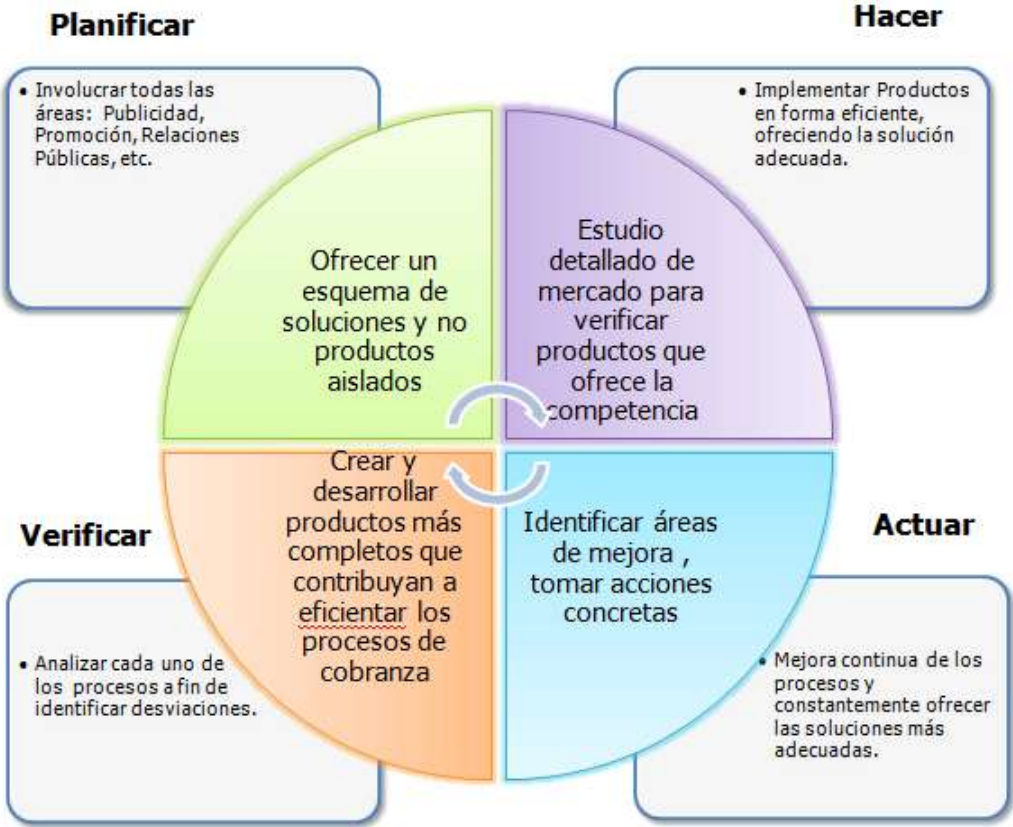 Planificar
• Involucrar todas las
áreas: Publicidad,
Promoción, Relaciones
Públicas, etc.
Ofrecer un
esquema de
soluciones y no
productos
aislados
Hacer
• Implementar Productos
en forma eficiente,
ofreciendo la solución
adecuada.
Estudio
detallado de
mercado para
verificar
productos que
ofrece la
competencia
Verificar
• Analizar cada uno de
los procesos a fin de
identificar desviaciones.
Crear y
desarrollar
productos más
completos que
contribuyan a
eficientar los
procesos de
cobranza
Actuar
• Mejora continua de los
procesos y
constantemente ofrecer
las soluciones más
adecuadas.
Identificar áreas
de mejora ,
tomar acciones
concretas